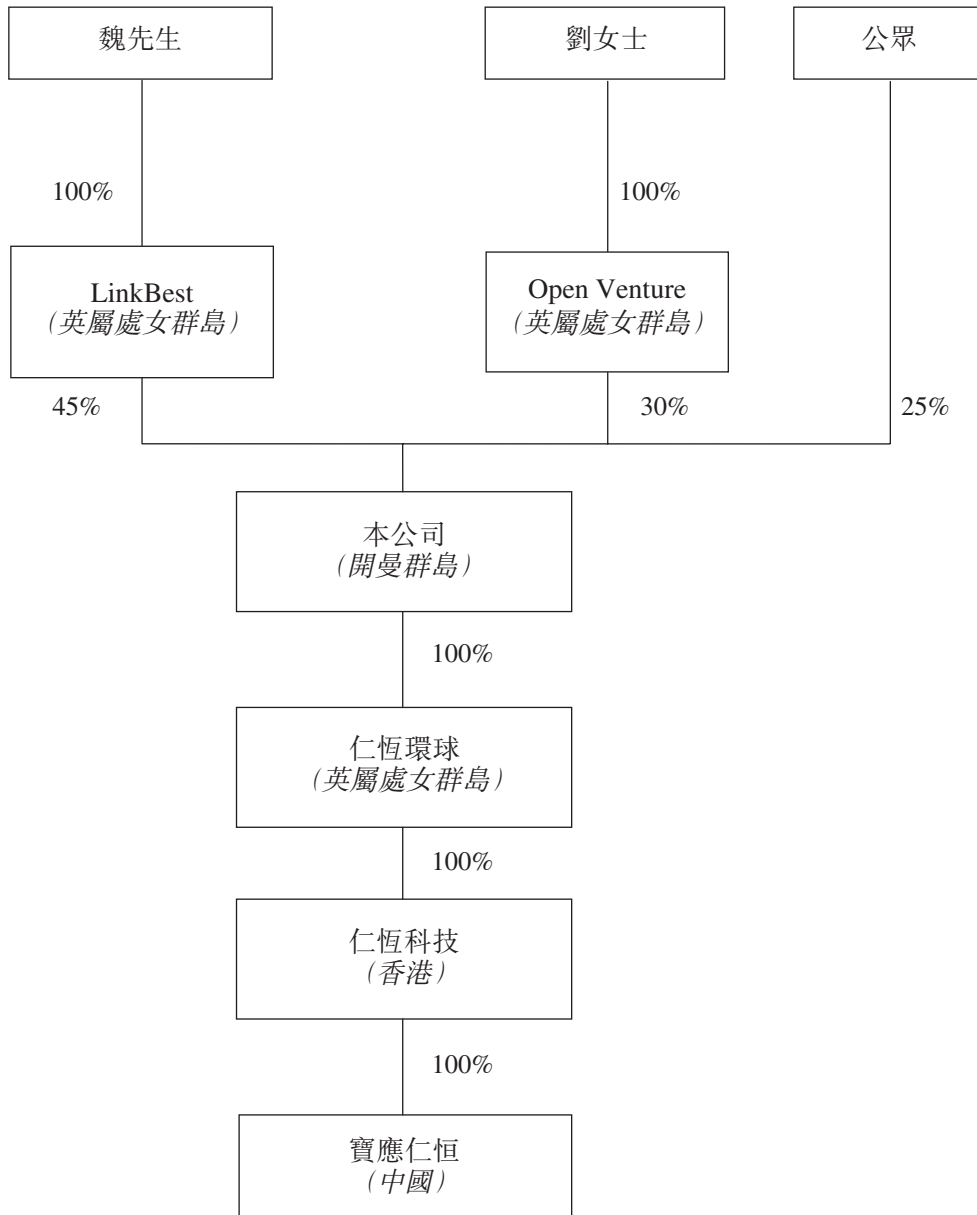 魏先生
劉女士
公眾
100%
100%
LinkBest
(英屬處女群島)
Open Venture
(英屬處女群島)
45%
30%
25%
本公司
(開曼群島)
100%
仁恆環球
(英屬處女群島)
100%
仁恆科技
(香港)
100%
寶應仁恒
(中國)